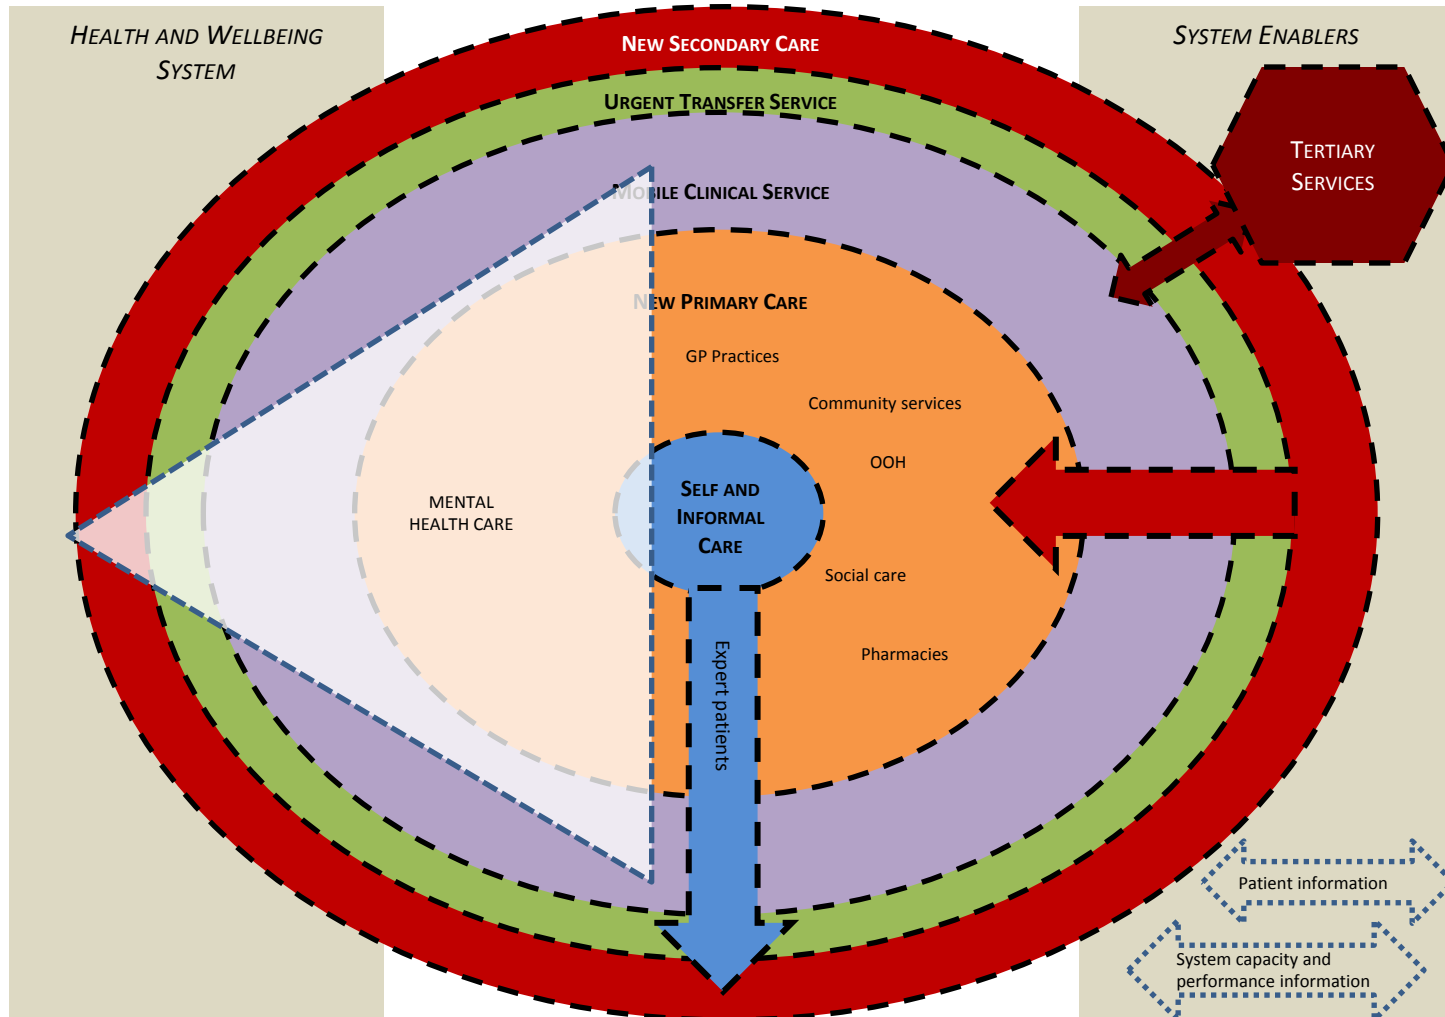 HEALTH AND WELLBEING
SYSTEM
NEW SECONDARY CARE
SYSTEM ENABLERS
URGENT TRANSFER SERVICE
TERTIARY
SERVICES
MOBILE CLINICAL SERVICE
NEW PRIMARY CARE
GP Practices
Community services
OOH
MENTAL
HEALTH CARE
SELF AND
INFORMAL
CARE
Social care
Pharmacies
Expert patients
Patient information
System capacity and
performance information